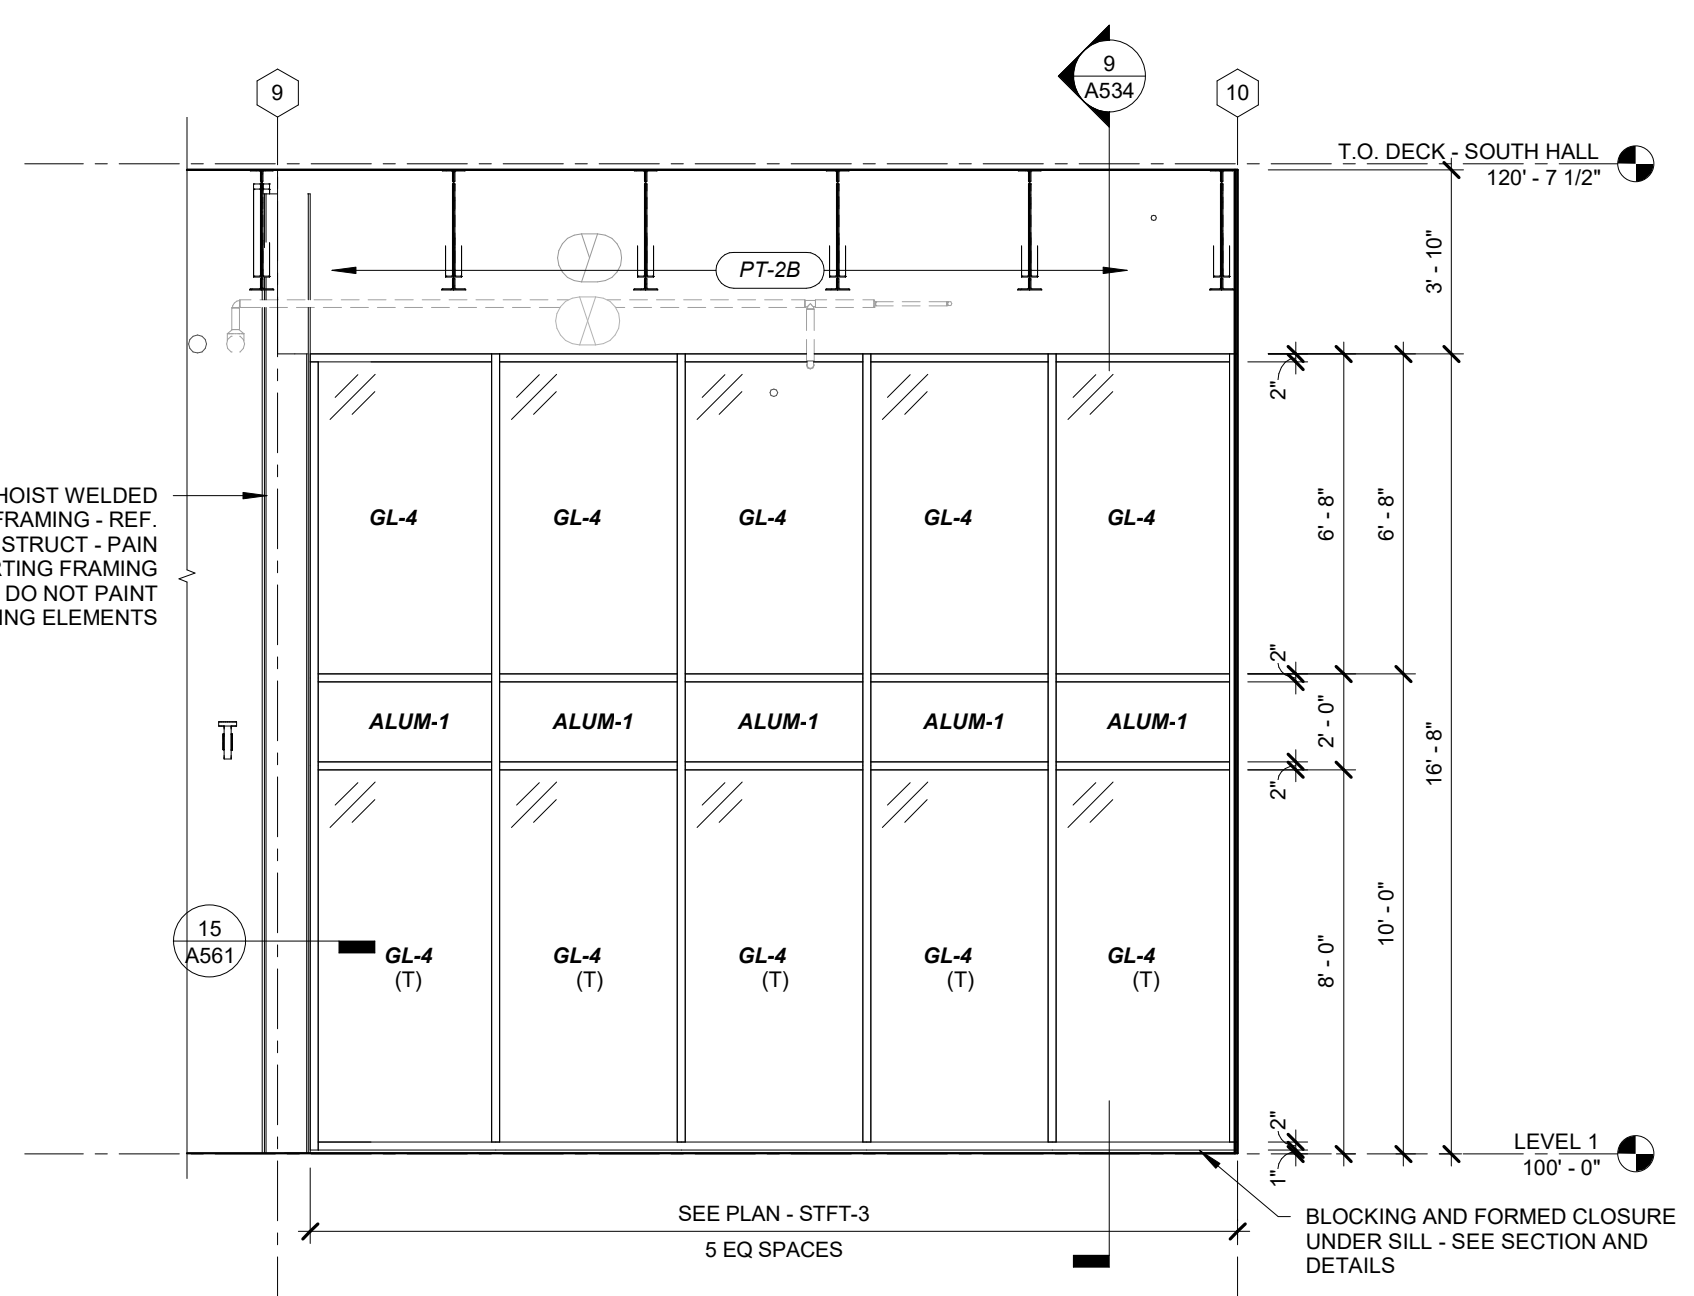 9
9
A534
10
T.O. DECK - SOUTH HALL
120' - 7 1/2"
PT-2B
3' - 10"
2"
HOIST WELDED
FRAMING - REF.
STRUCT - PAIN
RTING FRAMING
DO NOT PAINT
ING ELEMENTS
GL-4
GL-4
GL-4
GL-4
GL-4
6' - 8"
6' - 8"
2"
ALUM-1
ALUM-1
ALUM-1
ALUM-1
ALUM-1
2' - 0"
16' - 8"
2"
15
A561
GL-4
(T)
GL-4
(T)
GL-4
(T)
GL-4
(T)
GL-4
(T)
8' - 0"
10' - 0"
2"
1"
LEVEL 1
100' - 0"
SEE PLAN - STFT-3
5 EQ SPACES
BLOCKING AND FORMED CLOSURE
UNDER SILL - SEE SECTION AND
DETAILS